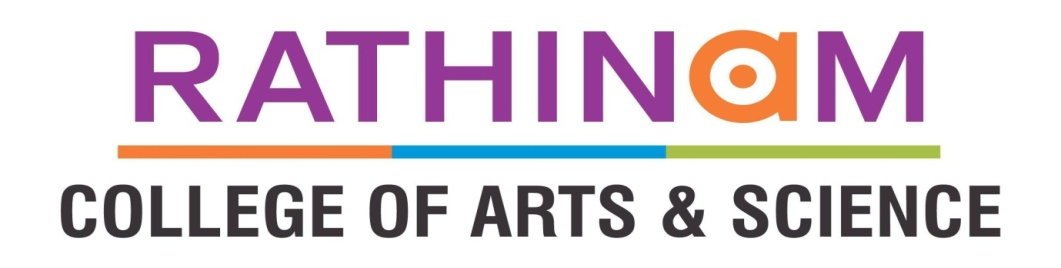 RATHINaM
COLLEGE OF ARTS & SCIENCE